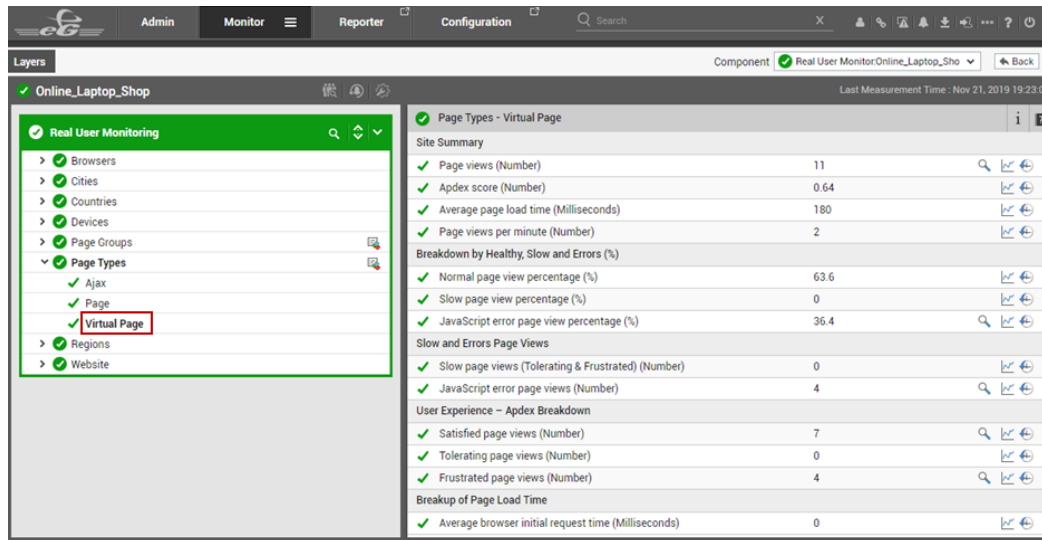 eG
Admin
Monitor
Reporter
Configuration
Search
X
?
Layers
Component
Real User Monitor:Online_Laptop_Sho
Back
Online_Laptop_Shop
Last Measurement Time : Nov 21, 2019 19:23:0
Real User Monitoring
Browsers
Cities
Countries
Devices
Page Groups
Page Types
Ajax
Page
Virtual Page
Regions
Website
Page Types - Virtual Page
i
Site Summary
Page views (Number) 11
Apdex score (Number) 0.64
Average page load time (Milliseconds) 180
Page views per minute (Number) 2
Breakdown by Healthy, Slow and Errors (%)
Normal page view percentage (%) 63.6
Slow page view percentage (%) 0
JavaScript error page view percentage (%) 36.4
Slow and Errors Page Views
Slow page views (Tolerating & Frustrated) (Number) 0
JavaScript error page views (Number) 4
User Experience – Apdex Breakdown
Satisfied page views (Number) 7
Tolerating page views (Number) 0
Frustrated page views (Number) 4
Breakup of Page Load Time
Average browser initial request time (Milliseconds) 0